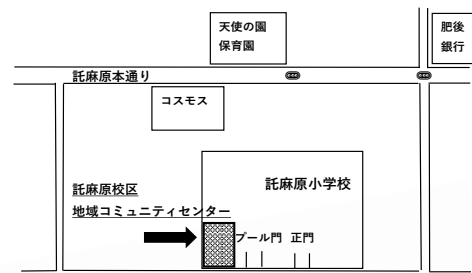 天使の園
保育園
肥後
銀行
託麻原本通り
コスモス
託麻原小学校
託麻原校区
地域コミュニティセンター
プール門 正門